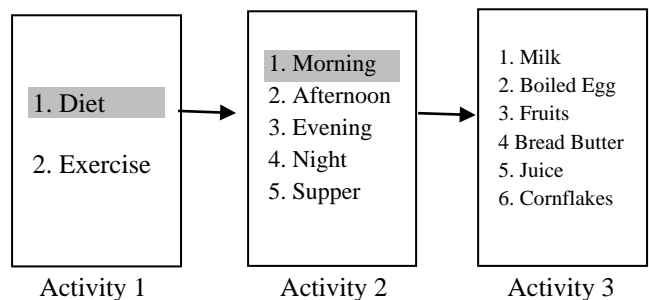 1. Diet
2. Exercise
Activity 1
1. Morning
2. Afternoon
3. Evening
4. Night
5. Supper
Activity 2
1. Milk
2. Boiled Egg
3. Fruits
4 Bread Butter
5. Juice
6. Cornflakes
Activity 3